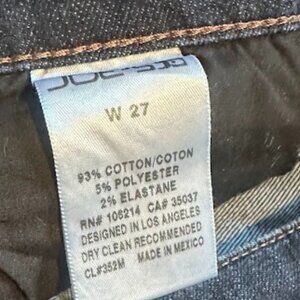 W 27
93% COTTON/COTON
5% POLYESTER
2% ELASTANE
RN# 106214 CA# 35037
DESIGNED IN LOS ANGELES
DRY CLEAN RECOMMENDED
CL#352M MADE IN MEXICO